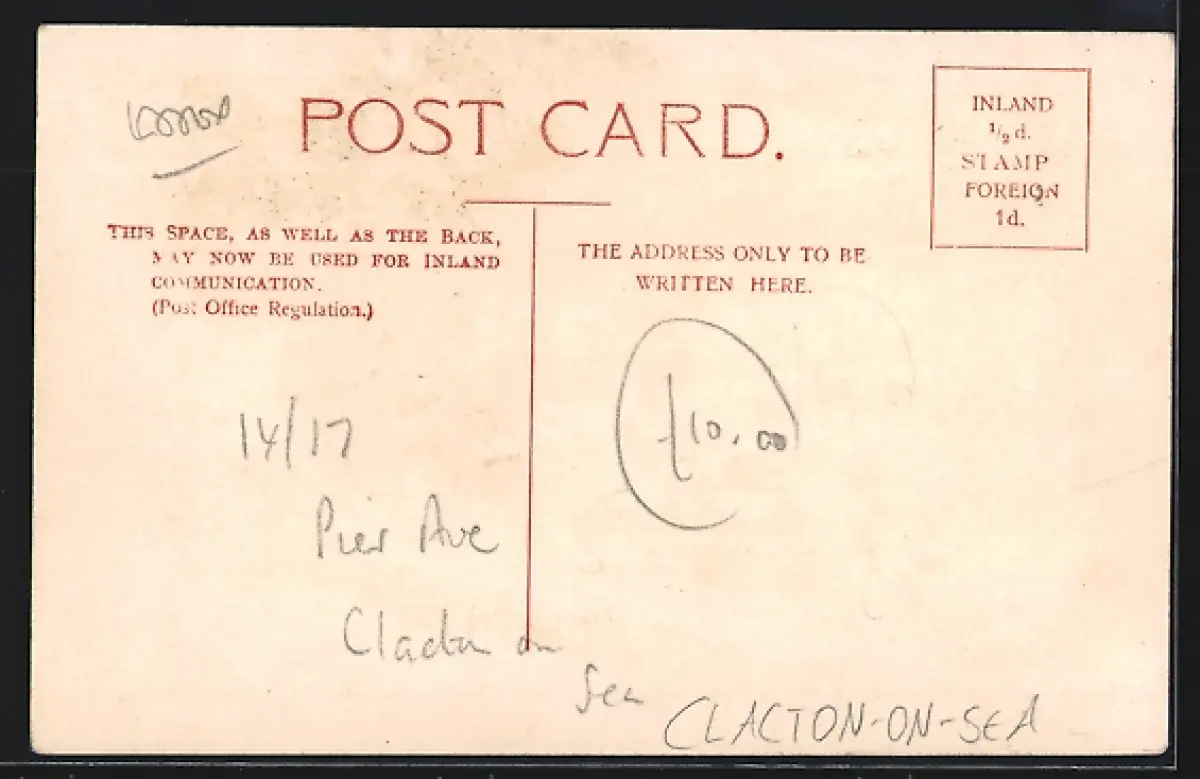 POST CARD.
INLAND
½d.
STAMP
FOREIGN
1d.
THIS SPACE, AS WELL AS THE BACK,
MAY NOW BE USED FOR INLAND
COMMUNICATION.
(Post Office Regulation.)
THE ADDRESS ONLY TO BE
WRITTEN HERE.
£10.00
14/17
Pier Ave
Clacton on
Sea
CLACTON-ON-SEA